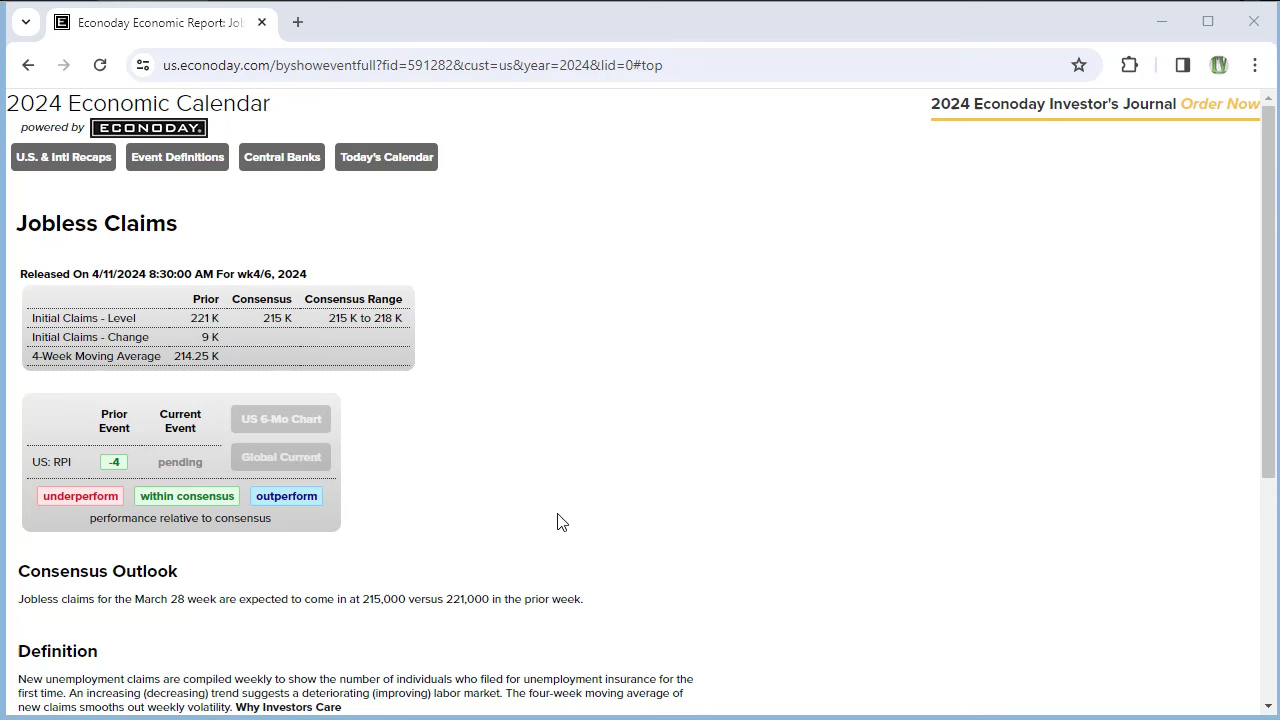 Econoday Economic Report: Jo
us.econoday.com/byshoweventfull?fid=591282&cust=us&year=2024&lid=0#top
2024 Economic Calendar
2024 Econoday Investor's Journal Order Now
powered by ECONODAY
U.S. & Intl Recaps Event Definitions Central Banks Today's Calendar
Jobless Claims
Released On 4/11/2024 8:30:00 AM For wk4/6, 2024
Prior Consensus Consensus Range
Initial Claims - Level 221 K 215 K 215 K to 218 K
Initial Claims - Change 9 K
4-Week Moving Average 214.25 K
Prior Event Current Event US 6-Mo Chart
Global Current
US: RPI -4 pending
underperform within consensus outperform
performance relative to consensus
Consensus Outlook
Jobless claims for the March 28 week are expected to come in at 215,000 versus 221,000 in the prior week.
Definition
New unemployment claims are compiled weekly to show the number of individuals who filed for unemployment insurance for the
first time. An increasing (decreasing) trend suggests a deteriorating (improving) labor market. The four-week moving average of
new claims smooths out weekly volatility. Why Investors Care